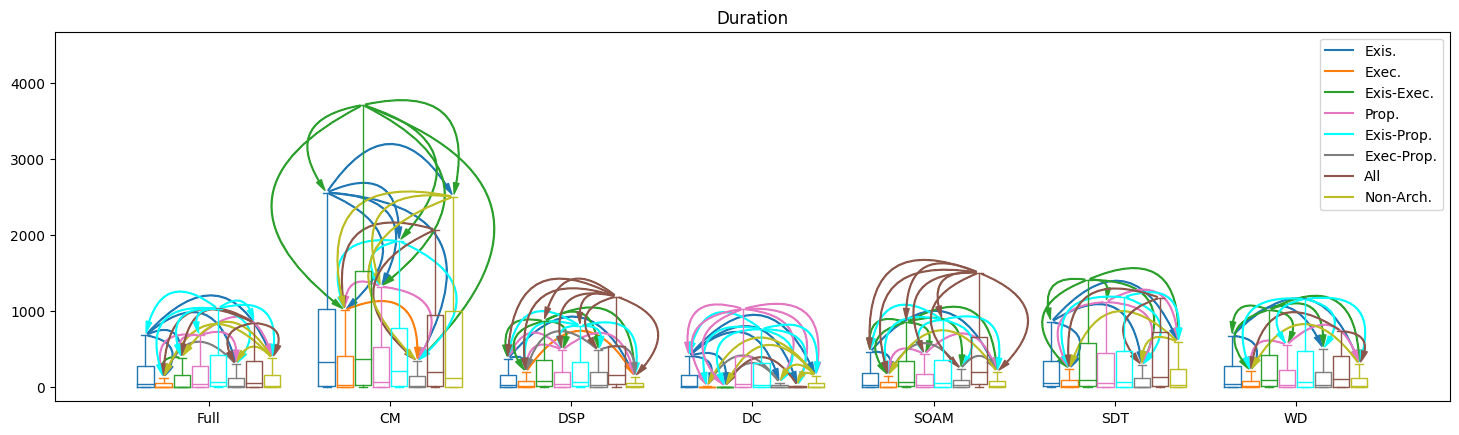 Duration
4000
3000
2000
1000
0
Full
CM
DSP
DC
SOAM
SDT
WD
Exis.
Exec.
Exis-Exec.
Prop.
Exis-Prop.
Exec-Prop.
All
Non-Arch.